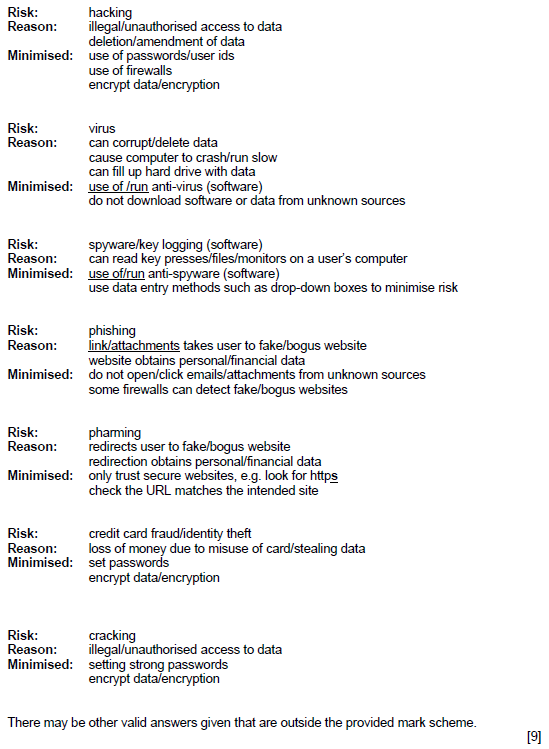 Risk: hacking
Reason: illegal/unauthorised access to data
deletion/amendment of data
Minimised: use of passwords/user ids
use of firewalls
encrypt data/encryption
Risk: virus
Reason: can corrupt/delete data
cause computer to crash/run slow
can fill up hard drive with data
Minimised: use of /run anti-virus (software)
do not download software or data from unknown sources
Risk: spyware/key logging (software)
Reason: can read key presses/files/monitors on a user's computer
Minimised: use of/run anti-spyware (software)
use data entry methods such as drop-down boxes to minimise risk
Risk: phishing
Reason: link/attachments takes user to fake/bogus website
website obtains personal/financial data
Minimised: do not open/click emails/attachments from unknown sources
some firewalls can detect fake/bogus websites
Risk: pharming
Reason: redirects user to fake/bogus website
redirection obtains personal/financial data
Minimised: only trust secure websites, e.g. look for https
check the URL matches the intended site
Risk: credit card fraud/identity theft
Reason: loss of money due to misuse of card/stealing data
Minimised: set passwords
encrypt data/encryption
Risk: cracking
Reason: illegal/unauthorised access to data
Minimised: setting strong passwords
encrypt data/encryption
There may be other valid answers given that are outside the provided mark scheme.
[9]